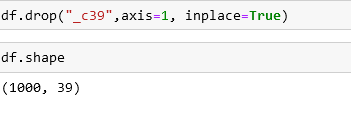 df.drop("_c39",axis=1, inplace=True)
df.shape
(1000, 39)